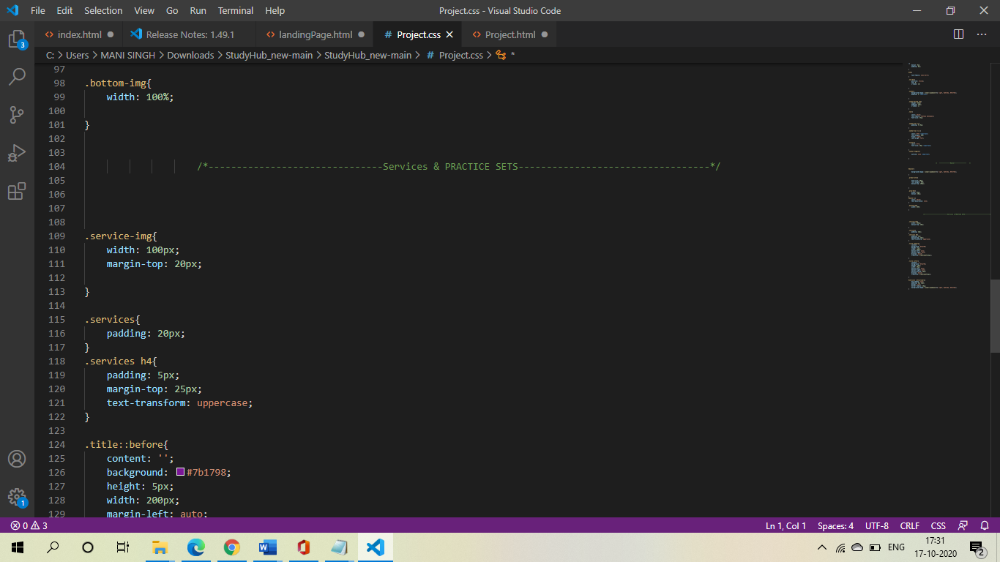 File Edit Selection View Go Run Terminal Help Project.css - Visual Studio Code
index.html Release Notes: 1.49.1 landingPage.html # Project.css Project.html
C: > Users > MANI SINGH > Downloads > StudyHub_new-main > StudyHub_new-main > # Project.css > *
3
97
98 .bottom-img{
99 width: 100%;
100
101 }
102
103
104 /*-------------------------------Services & PRACTICE SETS----------------------------------*/
105
106
107
108
109 .service-img{
110 width: 100px;
111 margin-top: 20px;
112
113 }
114
115 .services{
116 padding: 20px;
117 }
118 .services h4{
119 padding: 5px;
120 margin-top: 25px;
121 text-transform: uppercase;
122 }
123
124 .title::before{
125 content: '';
126 background: #7b1798;
127 height: 5px;
128 width: 200px;
129 margin-left: auto;
1
0 3 Ln 1, Col 1 Spaces: 4 UTF-8 CRLF CSS
ENG 17:31
17-10-2020 2